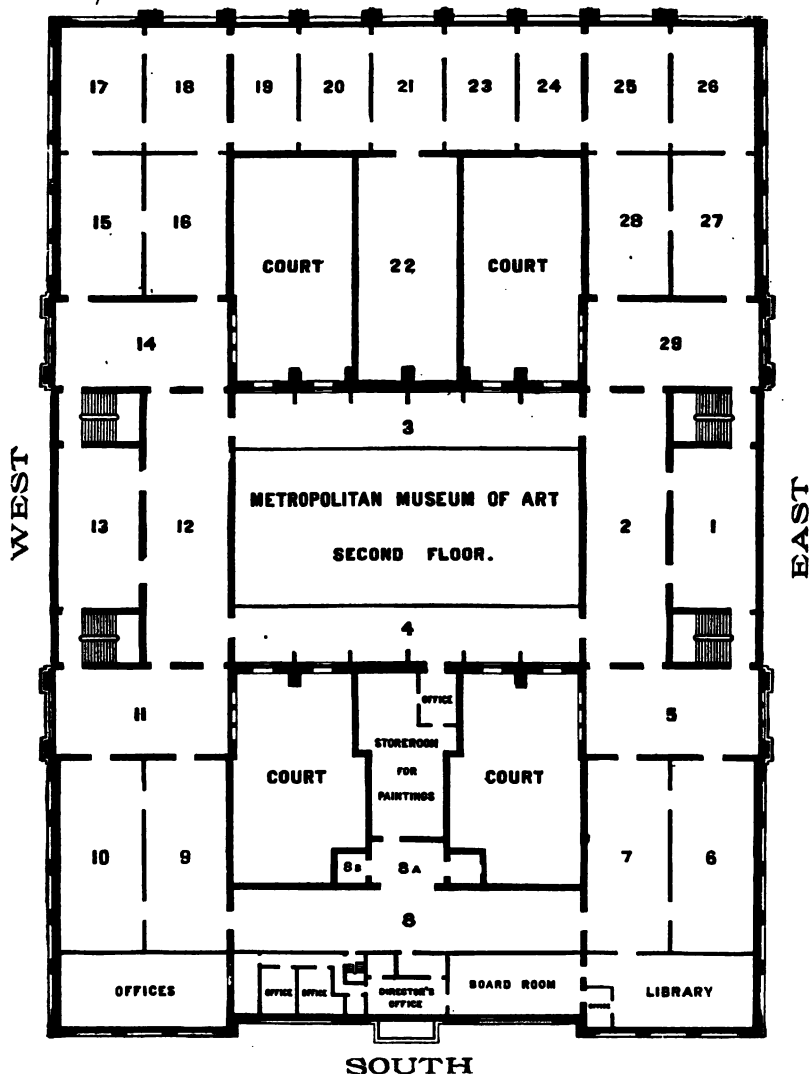 17 18 19 20 21 23 24 25 26
15 16 28 27
COURT 22 COURT
14 29
3
METROPOLITAN MUSEUM OF ART
13 12 2 1
SECOND FLOOR.
WEST
EAST
4
OFFICE
11 5
STOREROOM
FOR
PAINTINGS
COURT COURT
10 9 8B 8A 7 6
8
OFFICES OFFICE OFFICE DIRECTOR'S
OFFICE
BOARD ROOM LIBRARY
SOUTH